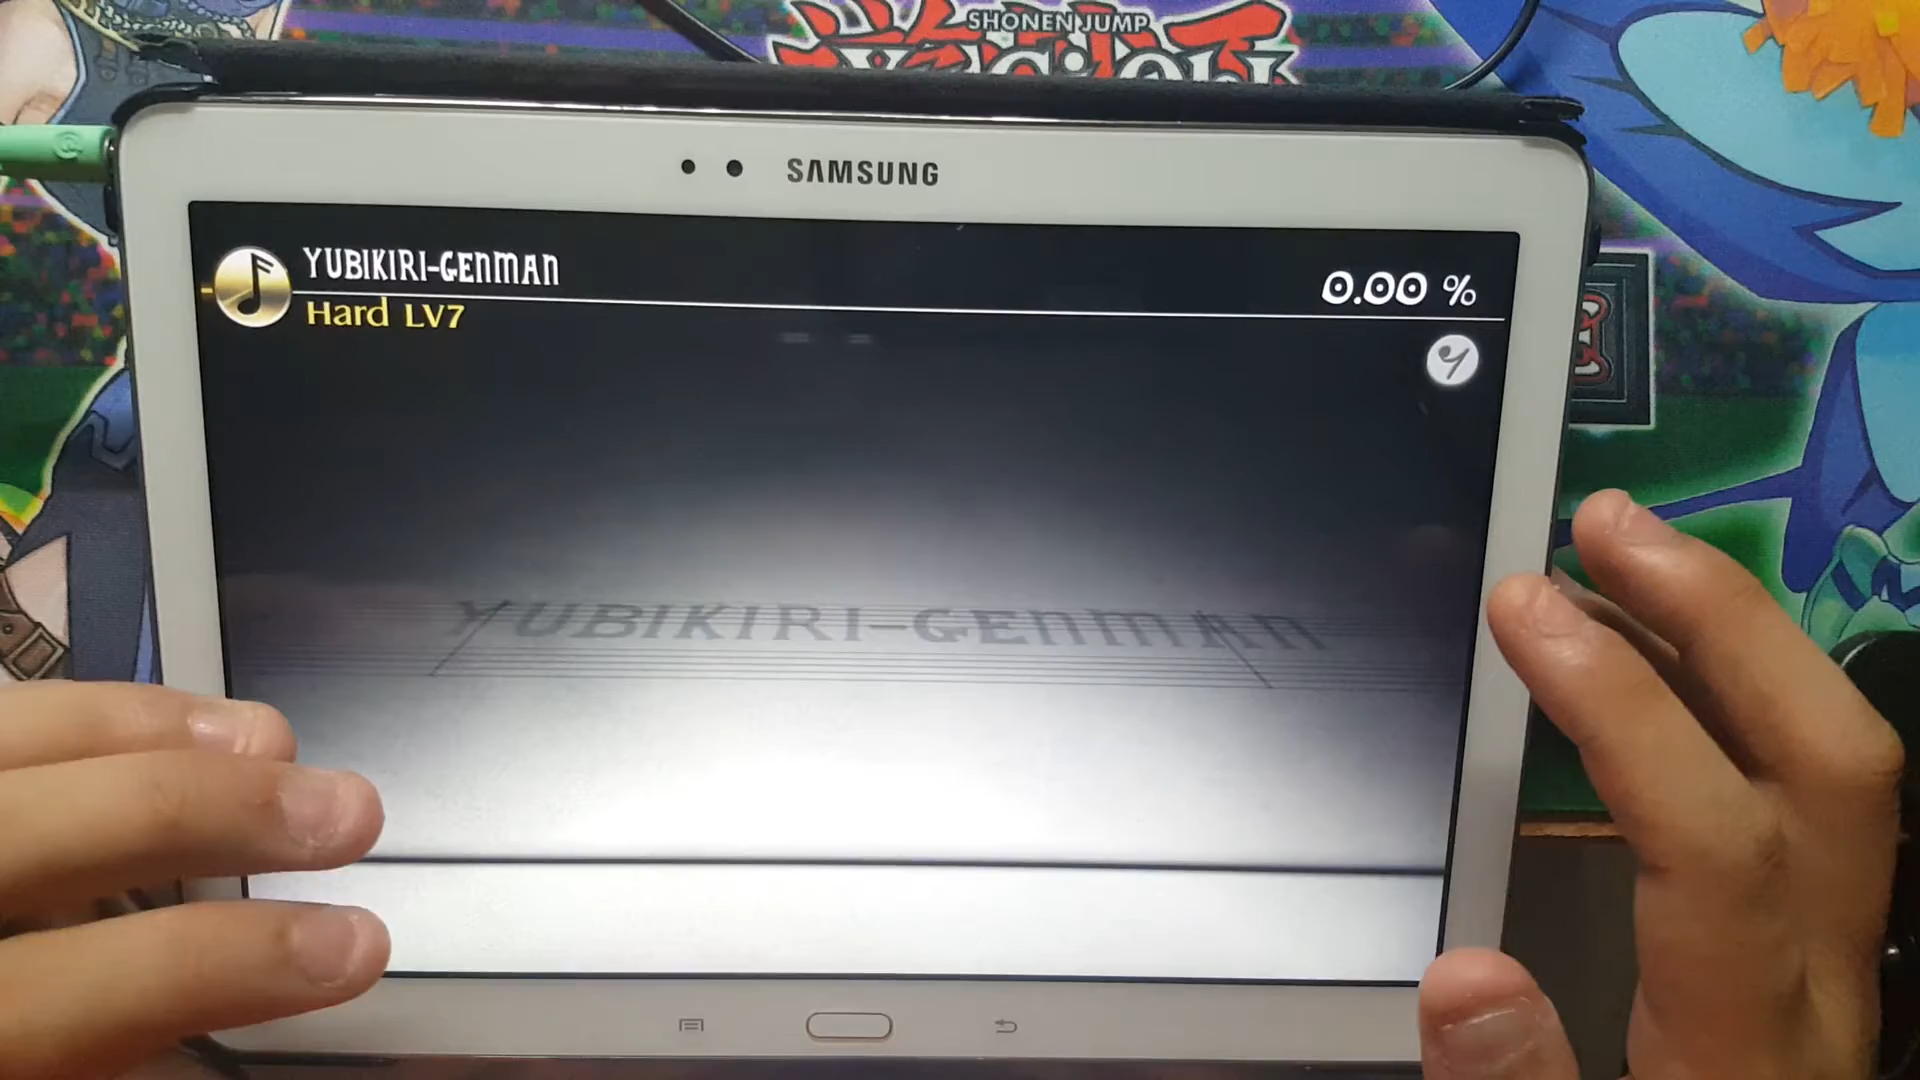 SHONEN JUMP
SAMSUNG
YUBIKIRI-GENMAN
0.00 %
Hard LV7
YUBIKIRI-GENMAN